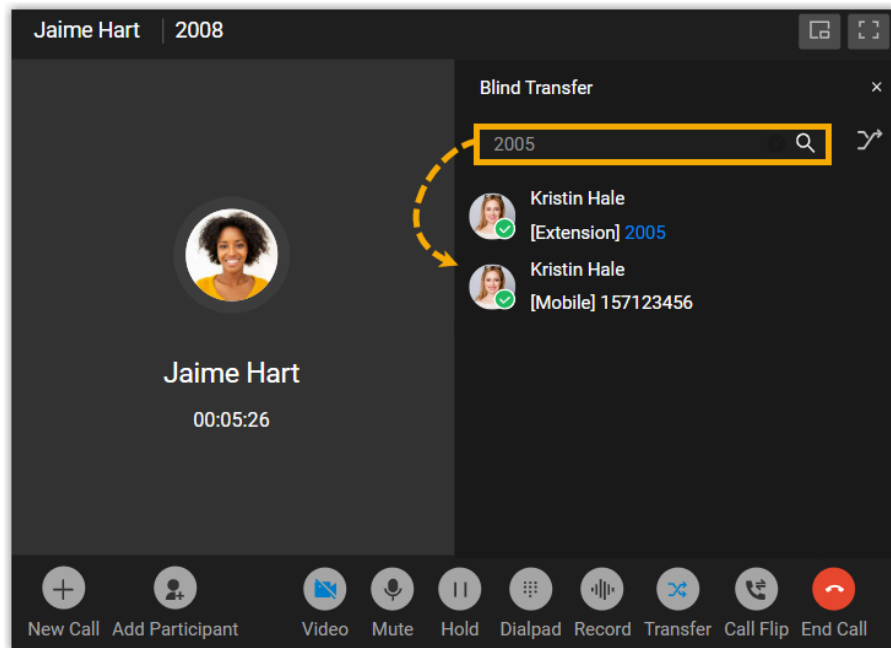 Jaime Hart 2008
Blind Transfer
2005
Kristin Hale
[Extension] 2005
Kristin Hale
[Mobile] 157123456
Jaime Hart
00:05:26
New Call Add Participant Video Mute Hold Dialpad Record Transfer Call Flip End Call